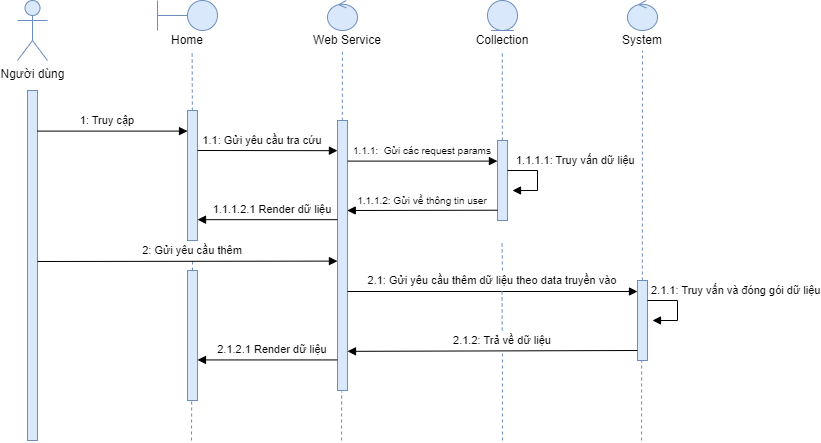 Home
Web Service
Collection
System
Người dùng
1: Truy cập
1.1: Gửi yêu cầu tra cứu
1.1.1: Gửi các request params
1.1.1.1: Truy vấn dữ liệu
1.1.1.2: Gửi về thông tin user
1.1.1.2.1 Render dữ liệu
2: Gửi yêu cầu thêm
2.1: Gửi yêu cầu thêm dữ liệu theo data truyền vào
2.1.1: Truy vấn và đóng gói dữ liệu
2.1.2: Trả về dữ liệu
2.1.2.1 Render dữ liệu